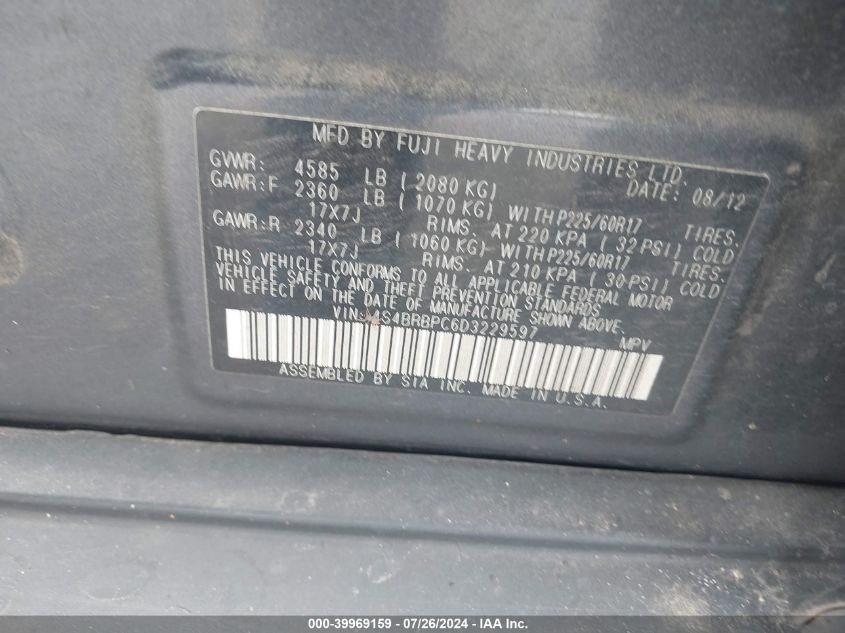 MFD BY FUJI HEAVY INDUSTRIES LTD.
DATE: 08/12
GVWR: 4585 LB ( 2080 KG)
GAWR:F 2360 LB ( 1070 KG) WITH P225/60R17 TIRES.
17X7J RIMS. AT 220 KPA ( 32 PSI) COLD
GAWR:R 2340 LB ( 1060 KG) WITH P225/60R17 TIRES.
17X7J RIMS. AT 210 KPA ( 30 PSI) COLD
THIS VEHICLE CONFORMS TO ALL APPLICABLE FEDERAL MOTOR
VEHICLE SAFETY AND THEFT PREVENTION STANDARDS
IN EFFECT ON THE DATE OF MANUFACTURE SHOWN ABOVE.
VIN: 4S4BRBPC6D3229597 MPV
ASSEMBLED BY SIA INC. MADE IN U.S.A.
000-39969159 - 07/26/2024 - IAA Inc.